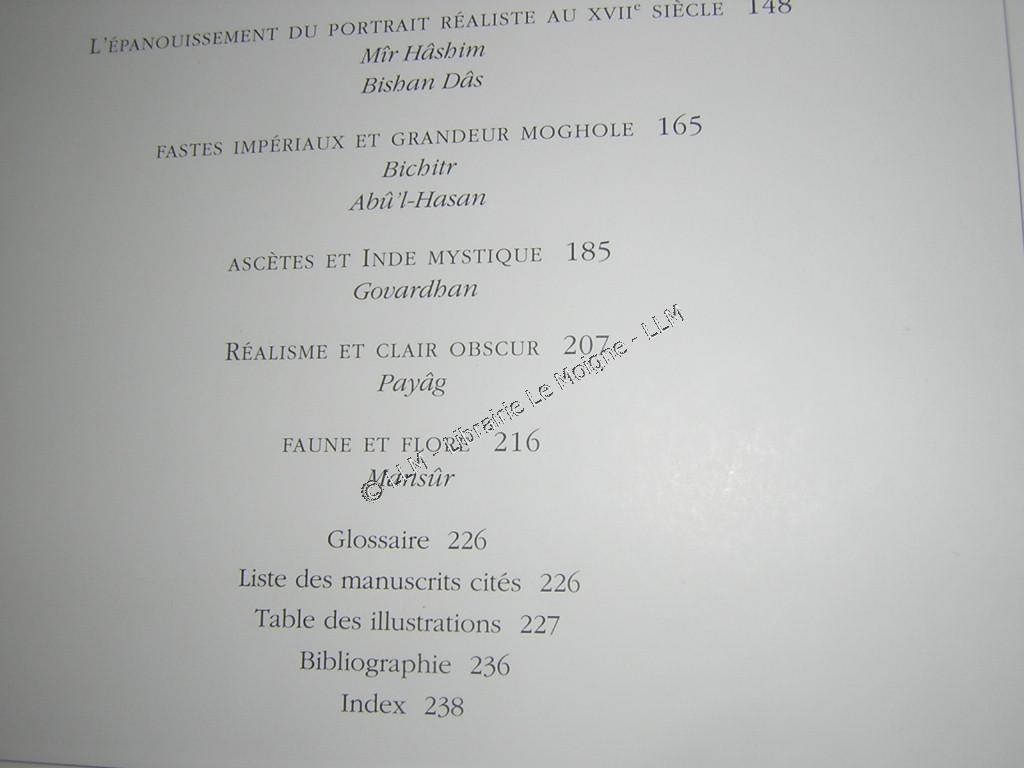 L'ÉPANOUISSEMENT DU PORTRAIT RÉALISTE AU XVIIe SIÈCLE 148
Mîr Hâshim
Bishan Dâs
FASTES IMPÉRIAUX ET GRANDEUR MOGHOLE 165
Bichitr
Abû'l-Hasan
ASCÈTES ET INDE MYSTIQUE 185
Govardhan
RÉALISME ET CLAIR OBSCUR 207
Payâg
FAUNE ET FLORE 216
Mansûr
© LLM - Librairie Le Moigne - LLM
Glossaire 226
Liste des manuscrits cités 226
Table des illustrations 227
Bibliographie 236
Index 238